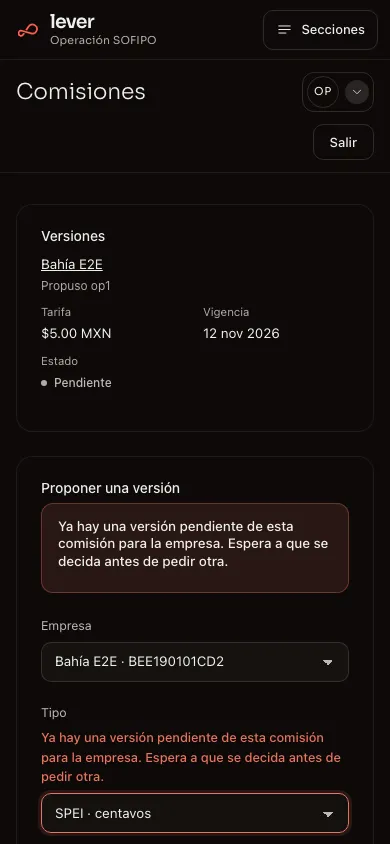 lever
Operación SOFIPO
Secciones
Comisiones
OP
Salir
Versiones
Bahía E2E
Propuso op1
Tarifa
Vigencia
$5.00 MXN
12 nov 2026
Estado
Pendiente
Proponer una versión
Ya hay una versión pendiente de esta
comisión para la empresa. Espera a que se
decida antes de pedir otra.
Empresa
Bahía E2E · BEE190101CD2
Tipo
Ya hay una versión pendiente de esta comisión
para la empresa. Espera a que se decida antes de
pedir otra.
SPEI · centavos